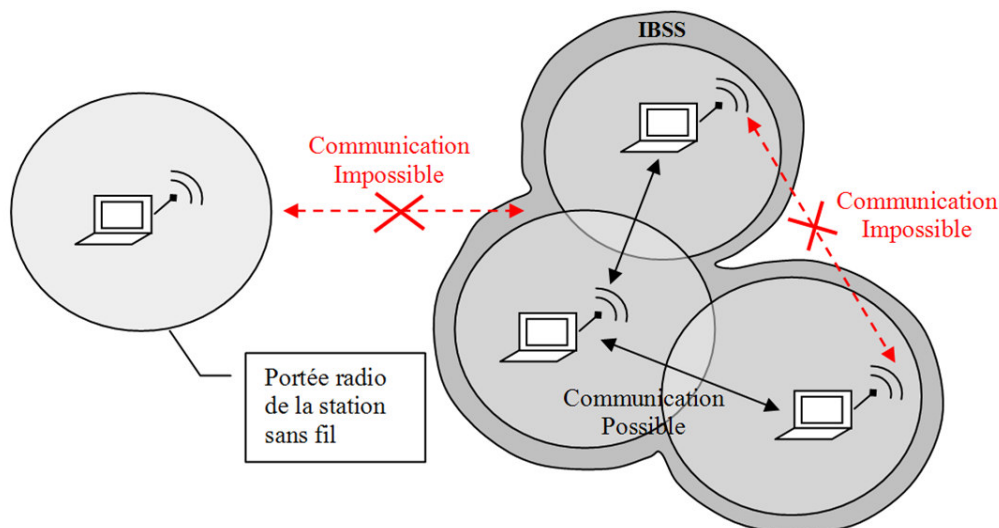 IBSS
Communication
Impossible
Communication
Impossible
Portée radio
de la station
sans fil
Communication
Possible